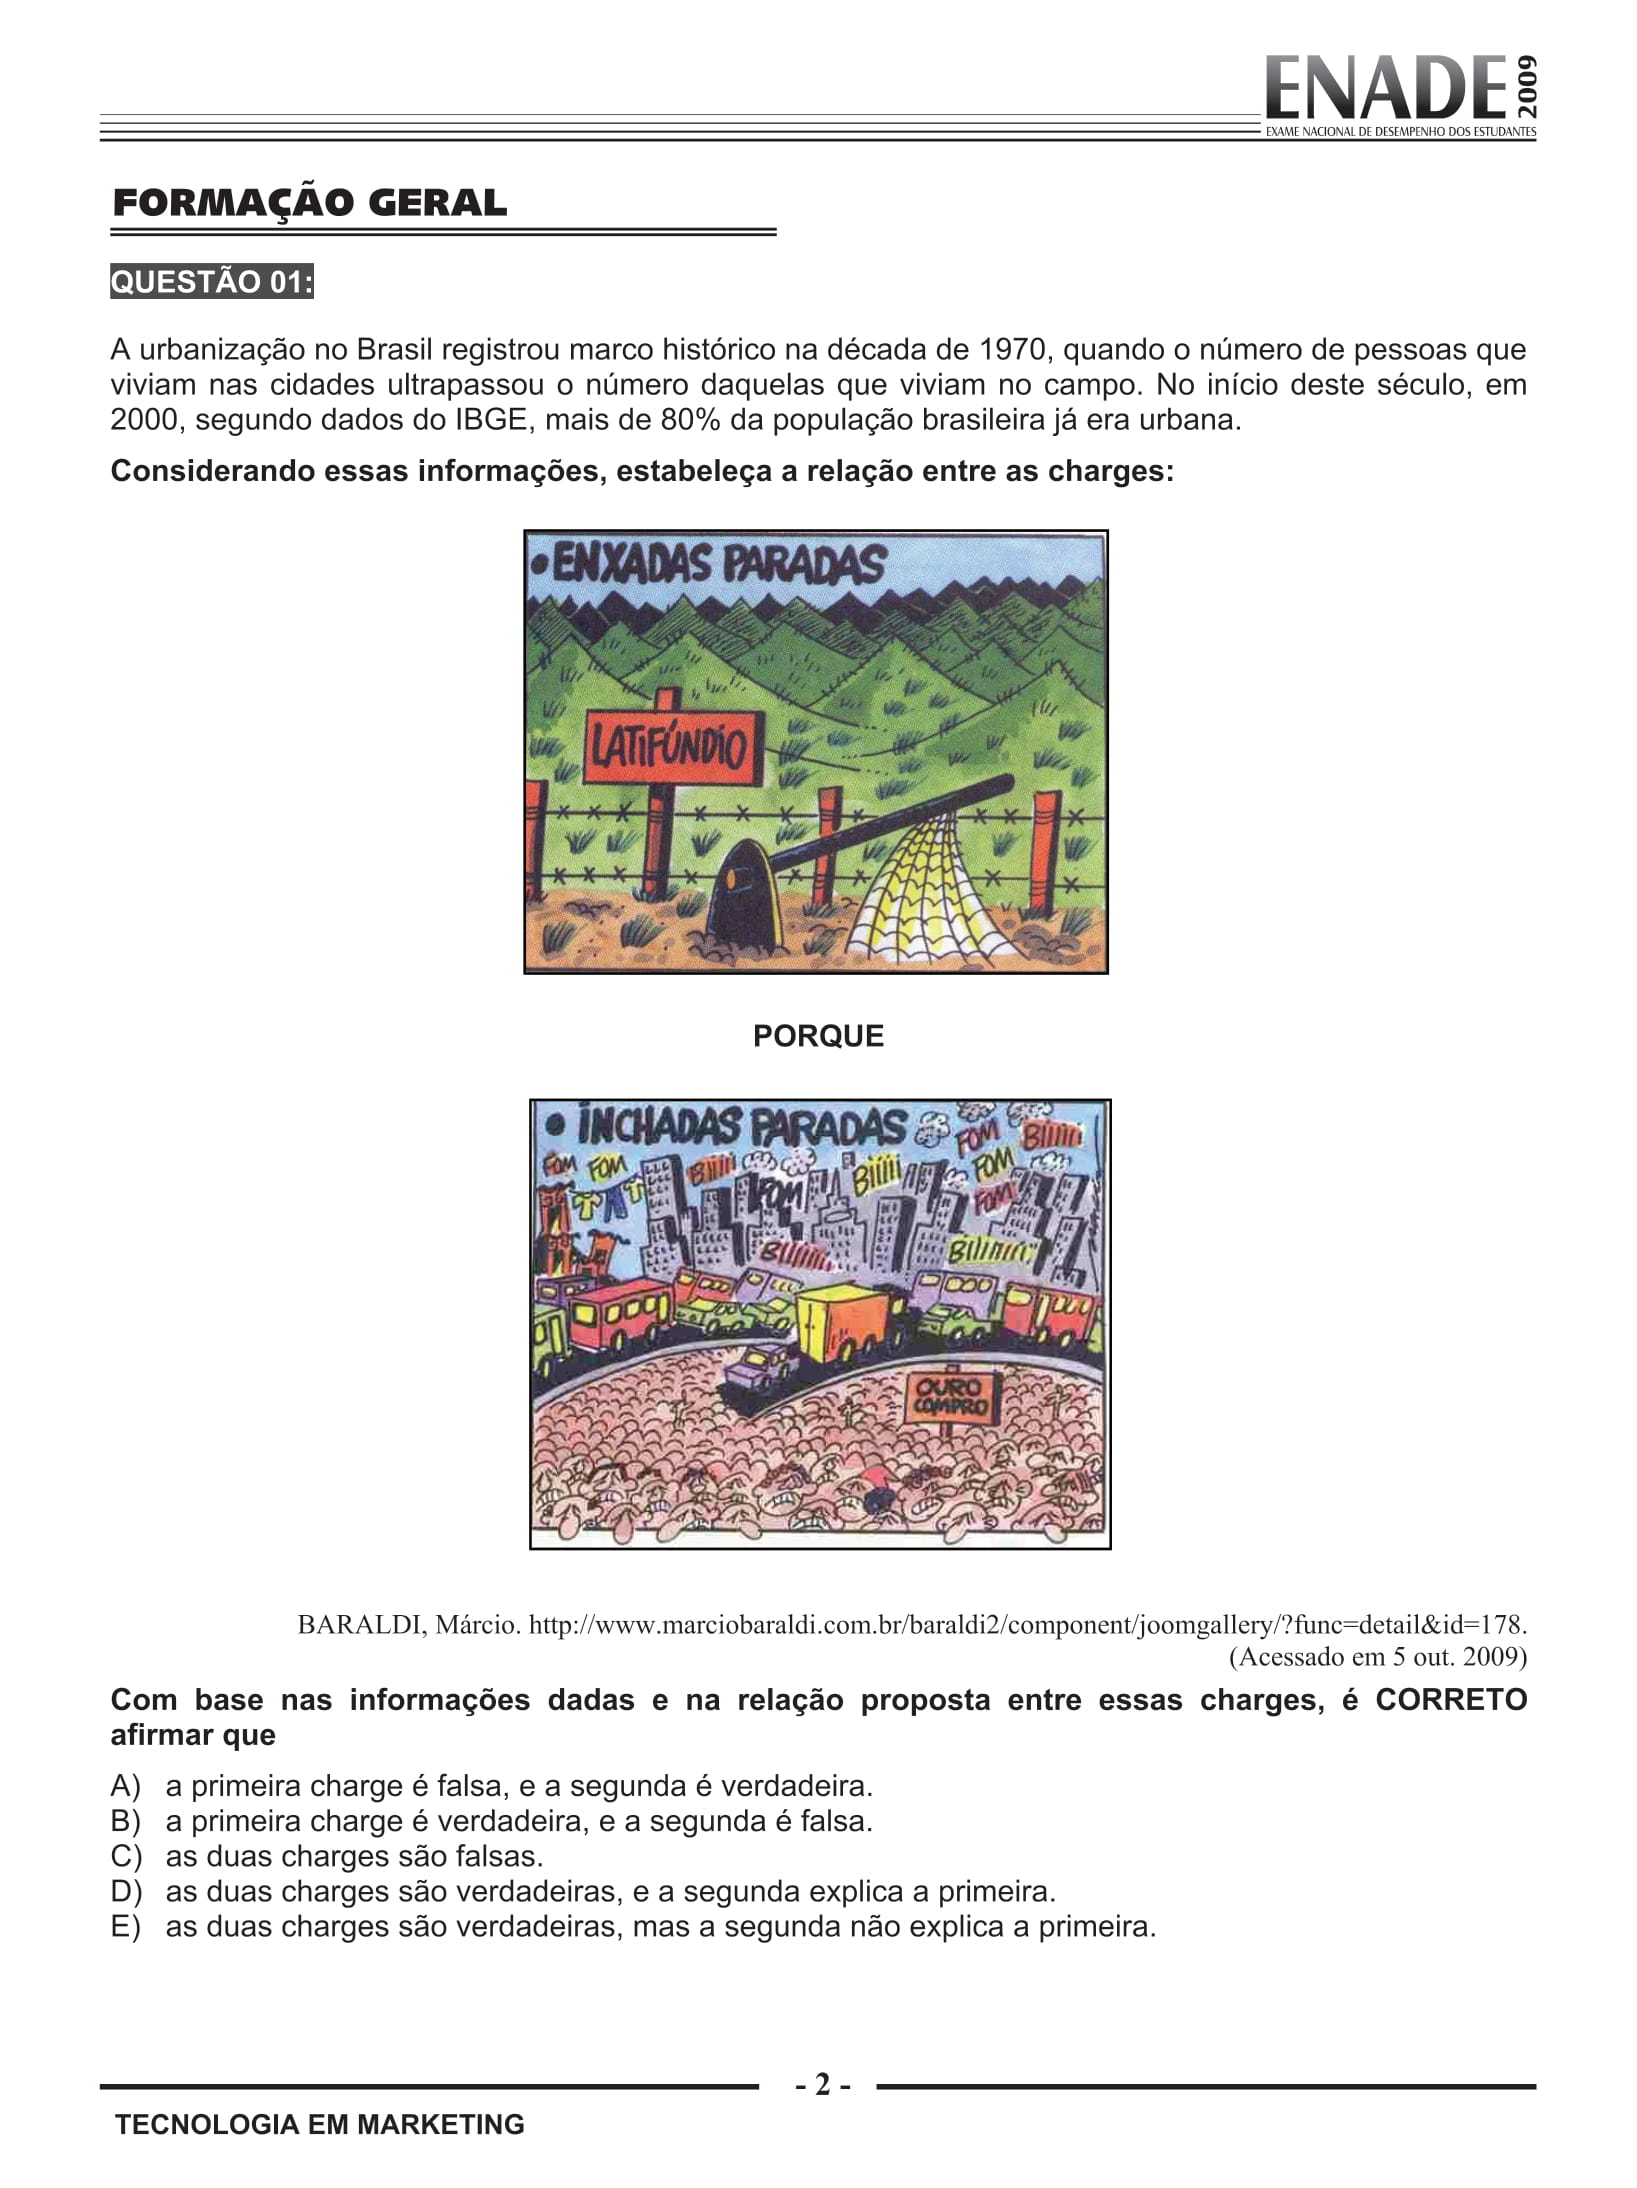 ENADE 2009
EXAME NACIONAL DE DESEMPENHO DOS ESTUDANTES
FORMAÇÃO GERAL
QUESTÃO 01:
A urbanização no Brasil registrou marco histórico na década de 1970, quando o número de pessoas que
viviam nas cidades ultrapassou o número daquelas que viviam no campo. No início deste século, em
2000, segundo dados do IBGE, mais de 80% da população brasileira já era urbana.
Considerando essas informações, estabeleça a relação entre as charges:
• ENXADAS PARADAS
LATIFÚNDIO
PORQUE
• INCHADAS PARADAS
FOM
BIIIII
FOM
FOM
BIIIII
FOM
BIIIII
FOM
FOM
FOM
BIIIIII
BIIIIIII
OURO
COMPRO
BARALDI, Márcio. http://www.marciobaraldi.com.br/baraldi2/component/joomgallery/?func=detail&id=178.
(Acessado em 5 out. 2009)
Com base nas informações dadas e na relação proposta entre essas charges, é CORRETO
afirmar que
A) a primeira charge é falsa, e a segunda é verdadeira.
B) a primeira charge é verdadeira, e a segunda é falsa.
C) as duas charges são falsas.
D) as duas charges são verdadeiras, e a segunda explica a primeira.
E) as duas charges são verdadeiras, mas a segunda não explica a primeira.
- 2 -
TECNOLOGIA EM MARKETING